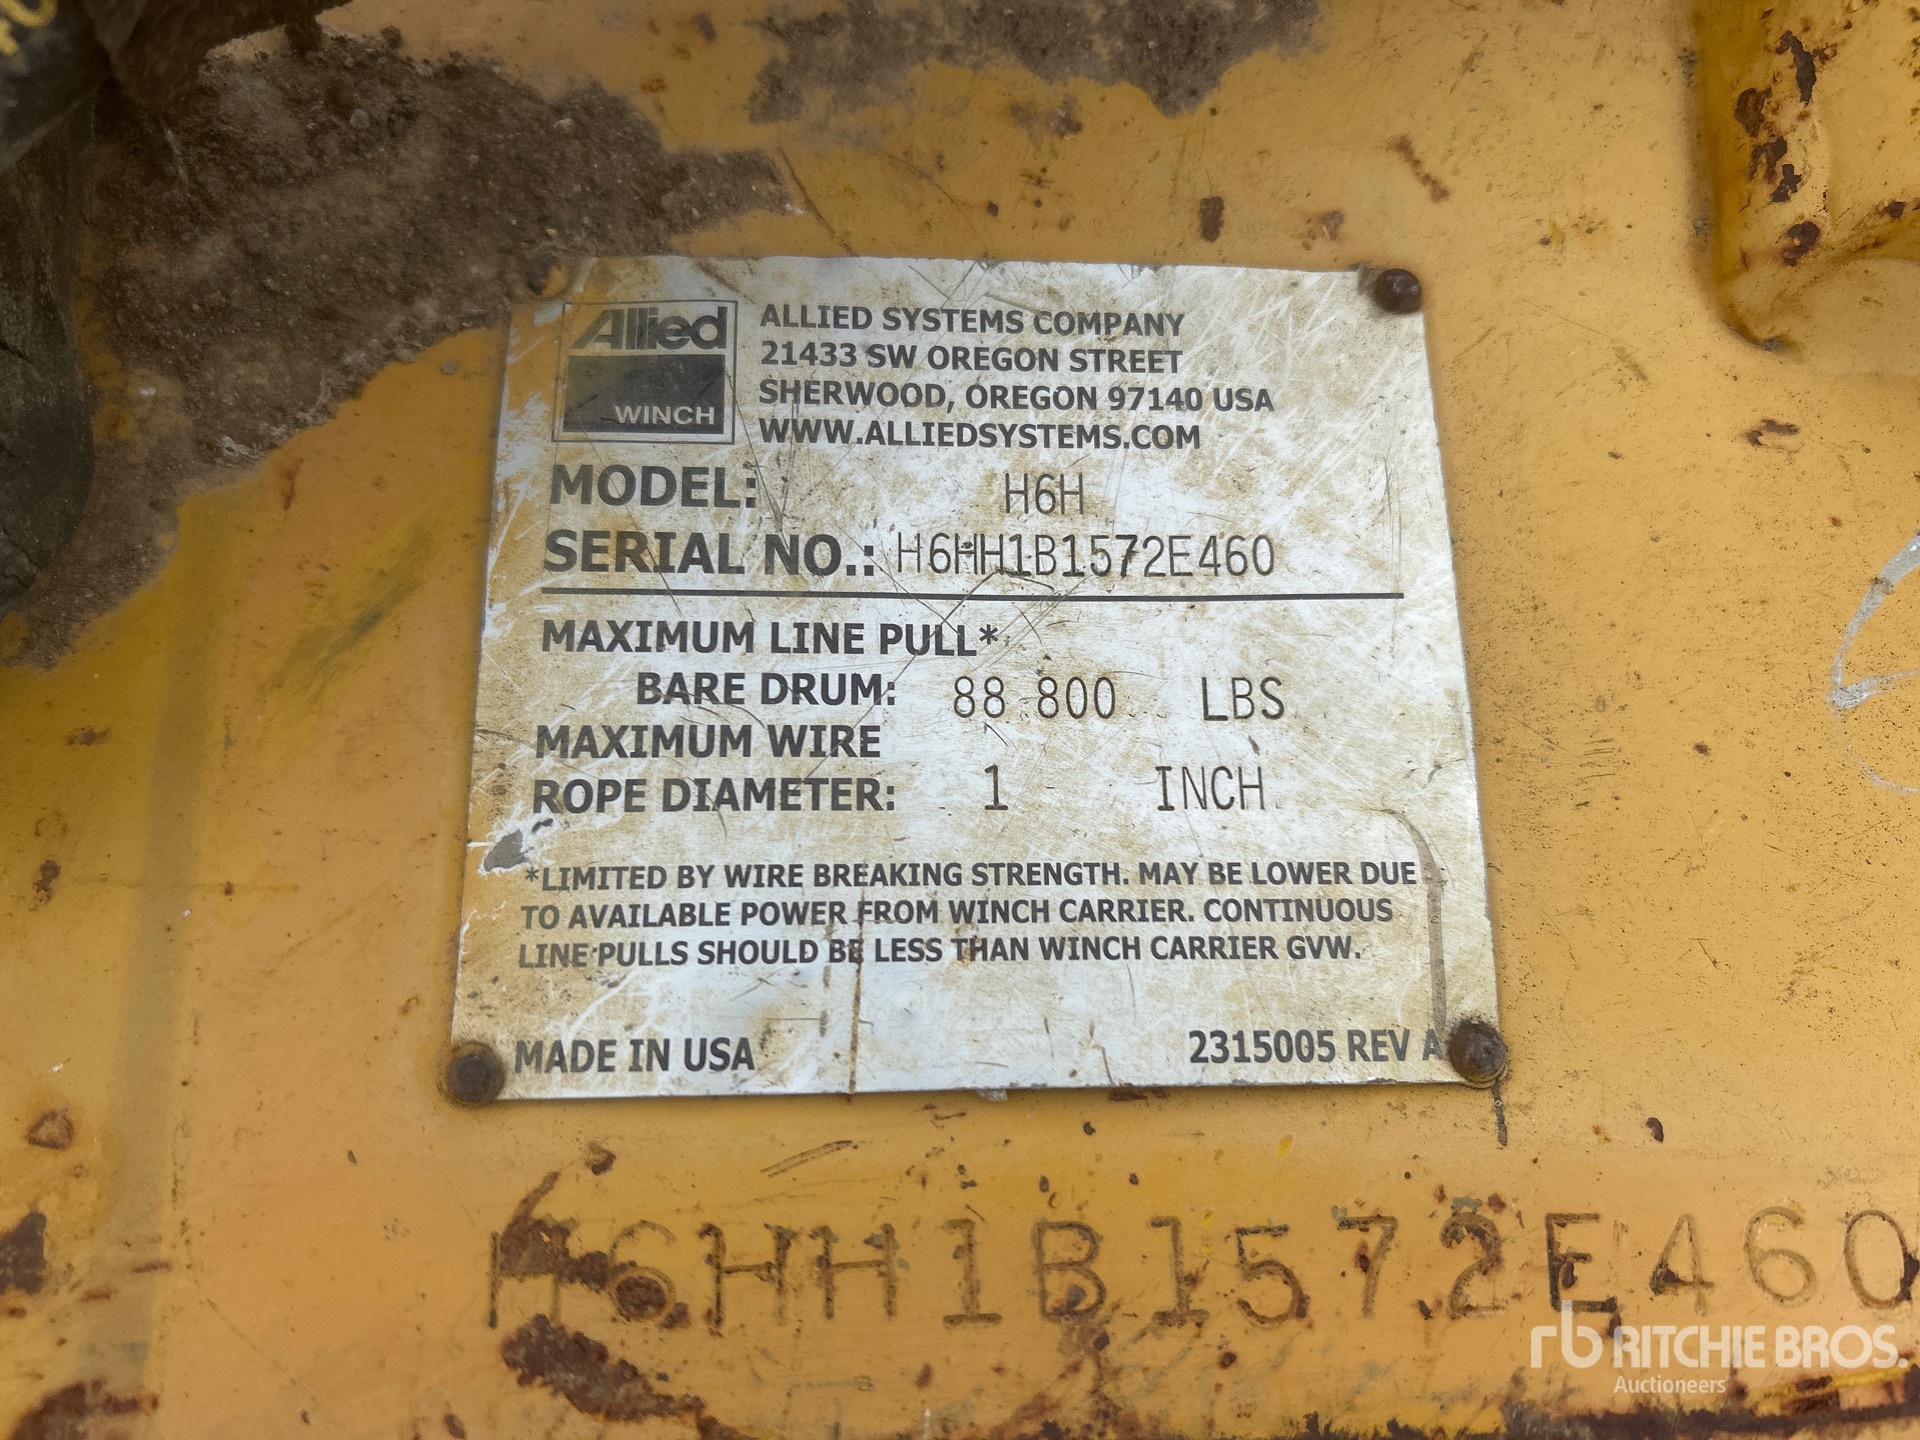 Allied
WINCH
ALLIED SYSTEMS COMPANY
21433 SW OREGON STREET
SHERWOOD, OREGON 97140 USA
WWW.ALLIEDSYSTEMS.COM
MODEL: H6H
SERIAL NO.: H6HH1B1572E460
MAXIMUM LINE PULL*
BARE DRUM: 88 800 LBS
MAXIMUM WIRE
ROPE DIAMETER: 1 INCH
*LIMITED BY WIRE BREAKING STRENGTH. MAY BE LOWER DUE
TO AVAILABLE POWER FROM WINCH CARRIER. CONTINUOUS
LINE PULLS SHOULD BE LESS THAN WINCH CARRIER GVW.
MADE IN USA 2315005 REV A
H6HH1B1572E460
rb RITCHIE BROS.
Auctioneers